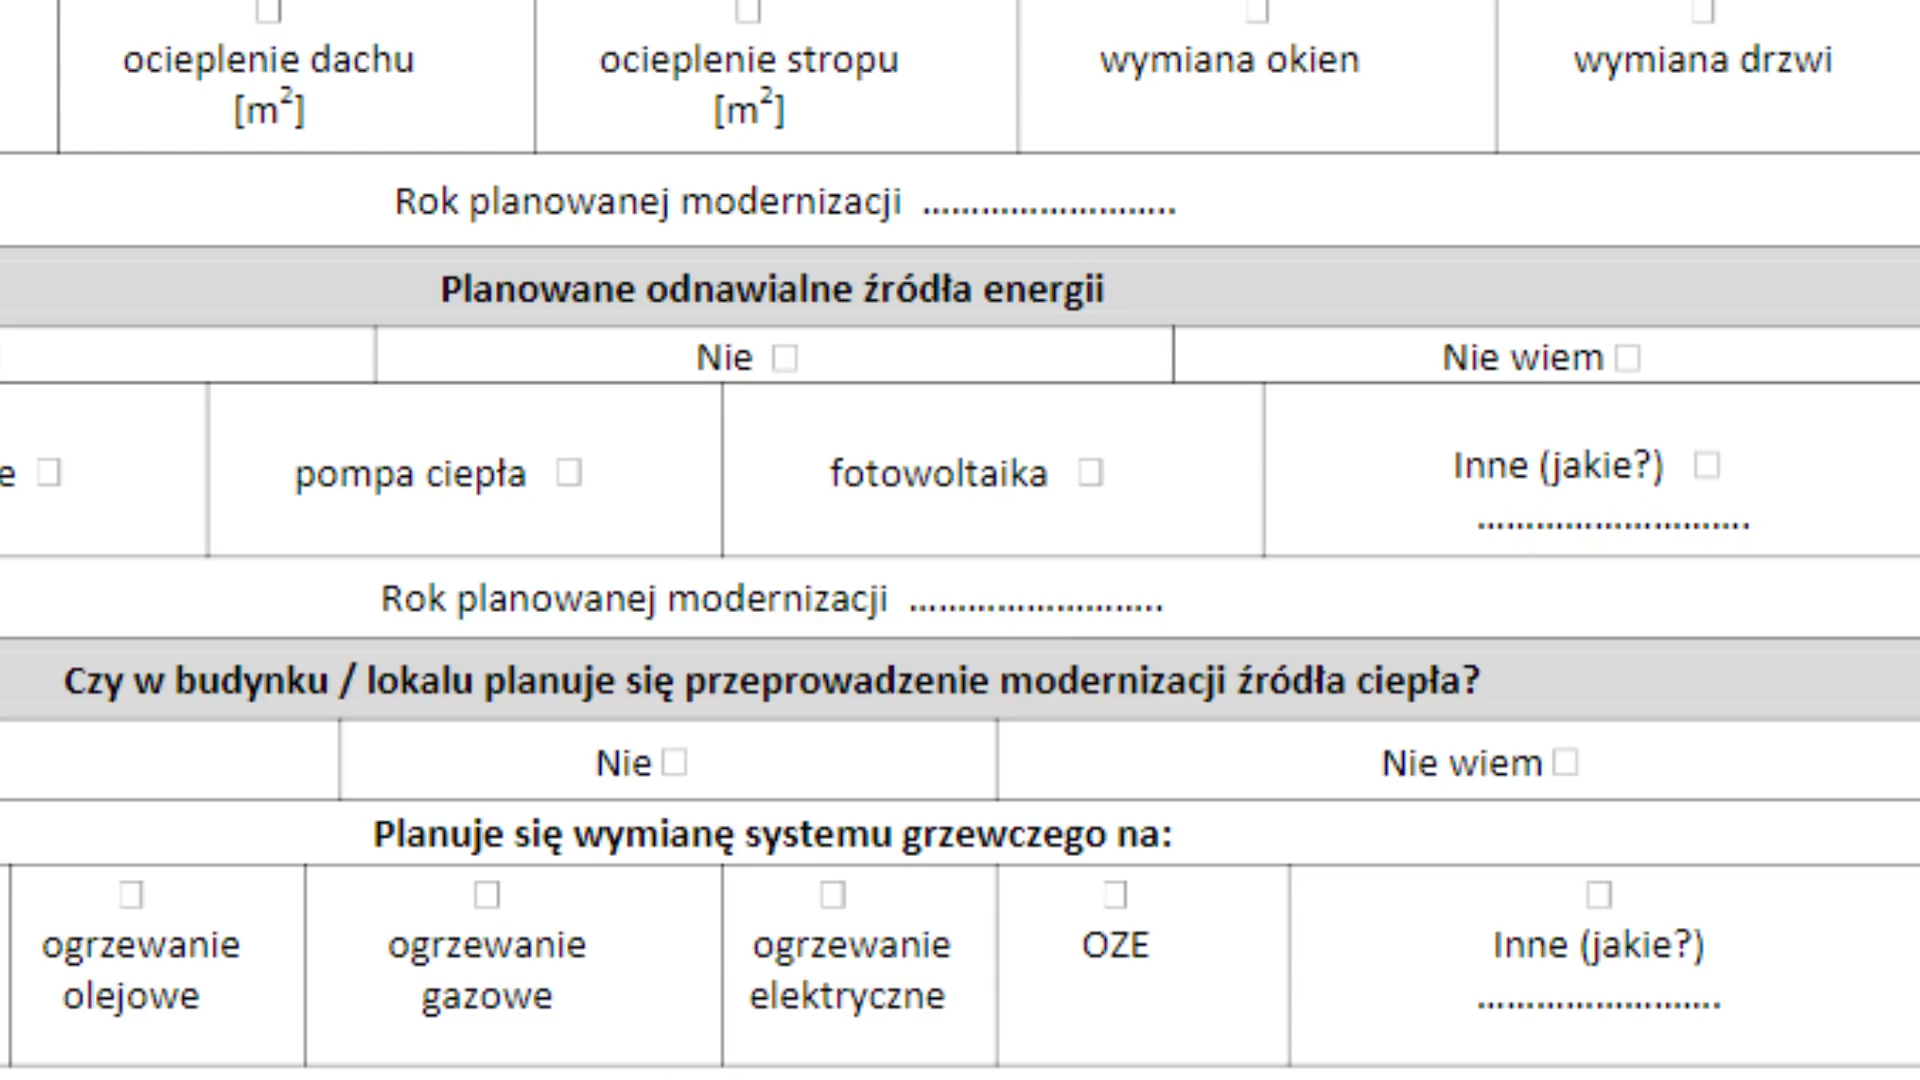 ocieplenie dachu [m²] ocieplenie stropu [m²] wymiana okien wymiana drzwi
Rok planowanej modernizacji ............................
Planowane odnawialne źródła energii
Nie □ Nie wiem □
e □ pompa ciepła □ fotowoltaika □ Inne (jakie?) □
..............................
Rok planowanej modernizacji ............................
Czy w budynku / lokalu planuje się przeprowadzenie modernizacji źródła ciepła?
Nie □ Nie wiem □
Planuje się wymianę systemu grzewczego na:
□ □ □ □ □
ogrzewanie ogrzewanie ogrzewanie OZE Inne (jakie?)
olejowe gazowe elektryczne ...........................